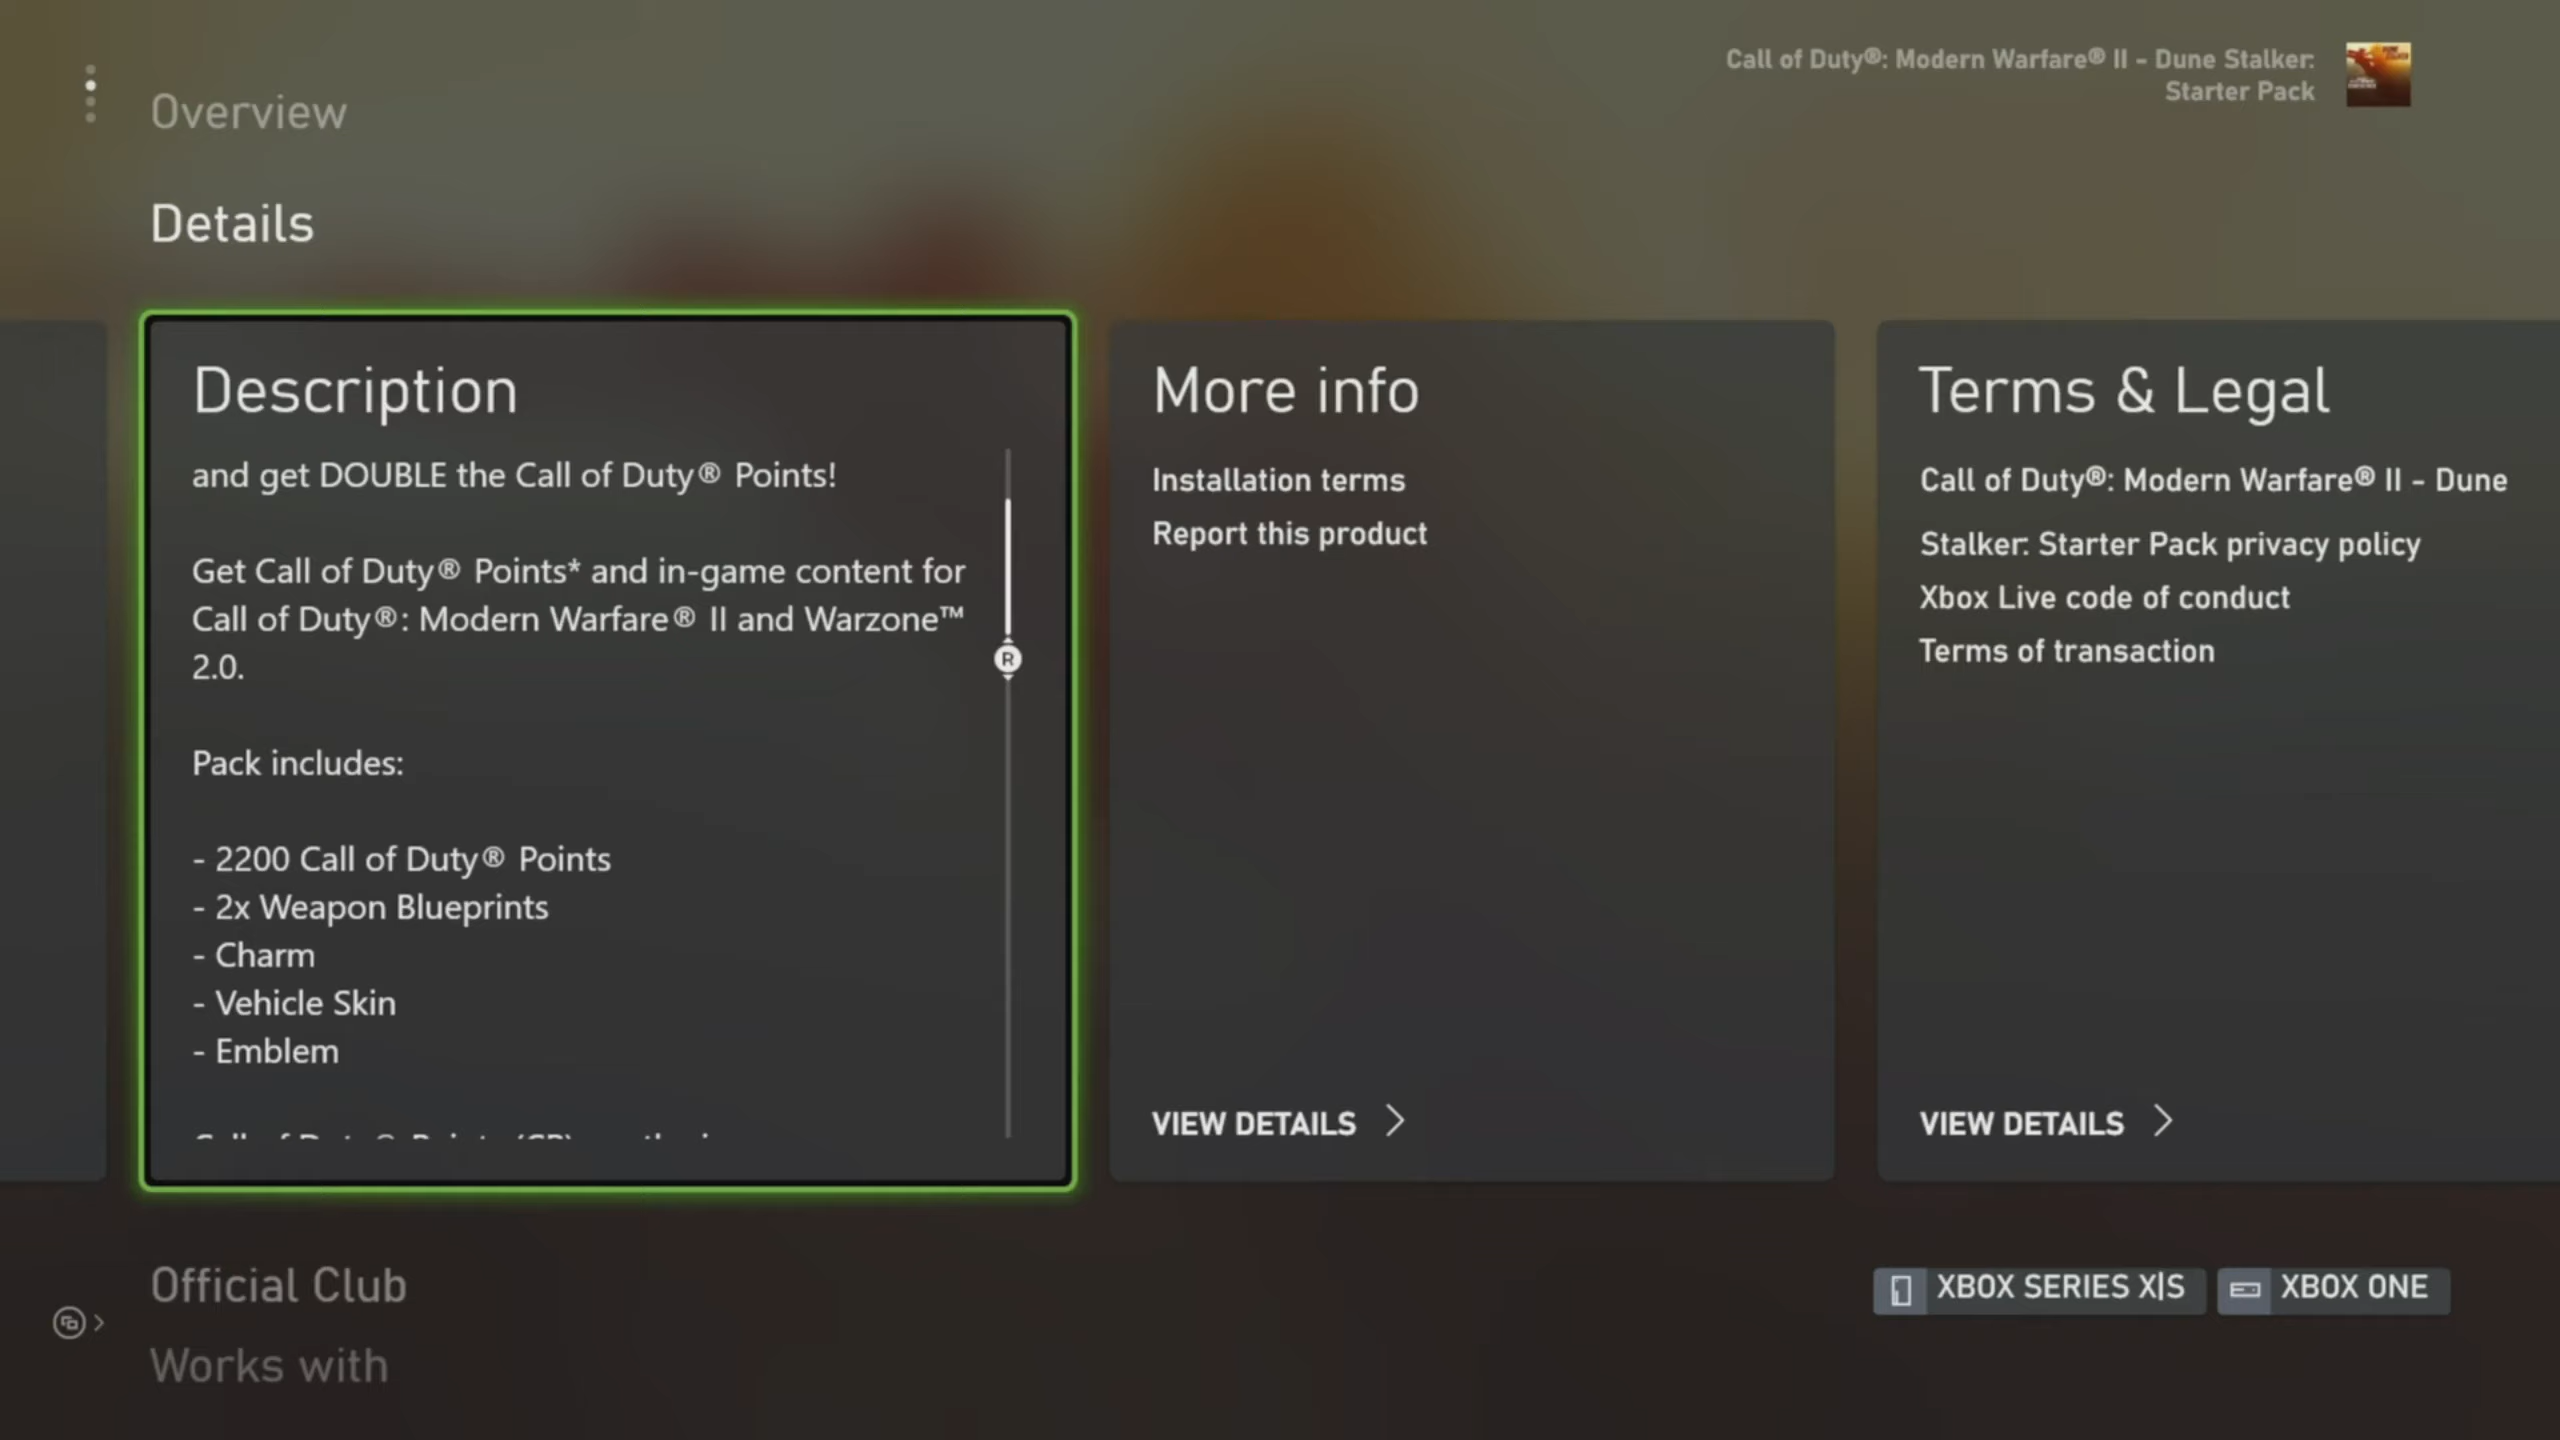 Call of Duty®: Modern Warfare® II - Dune Stalker:
Starter Pack
Overview
Details
Description
and get DOUBLE the Call of Duty® Points!
Get Call of Duty® Points* and in-game content for
Call of Duty®: Modern Warfare® II and Warzone™
2.0.
Pack includes:
- 2200 Call of Duty® Points
- 2x Weapon Blueprints
- Charm
- Vehicle Skin
- Emblem
R
More info
Installation terms
Report this product
VIEW DETAILS
Terms & Legal
Call of Duty®: Modern Warfare® II - Dune
Stalker: Starter Pack privacy policy
Xbox Live code of conduct
Terms of transaction
VIEW DETAILS
Official Club
Works with
XBOX SERIES X|S
XBOX ONE